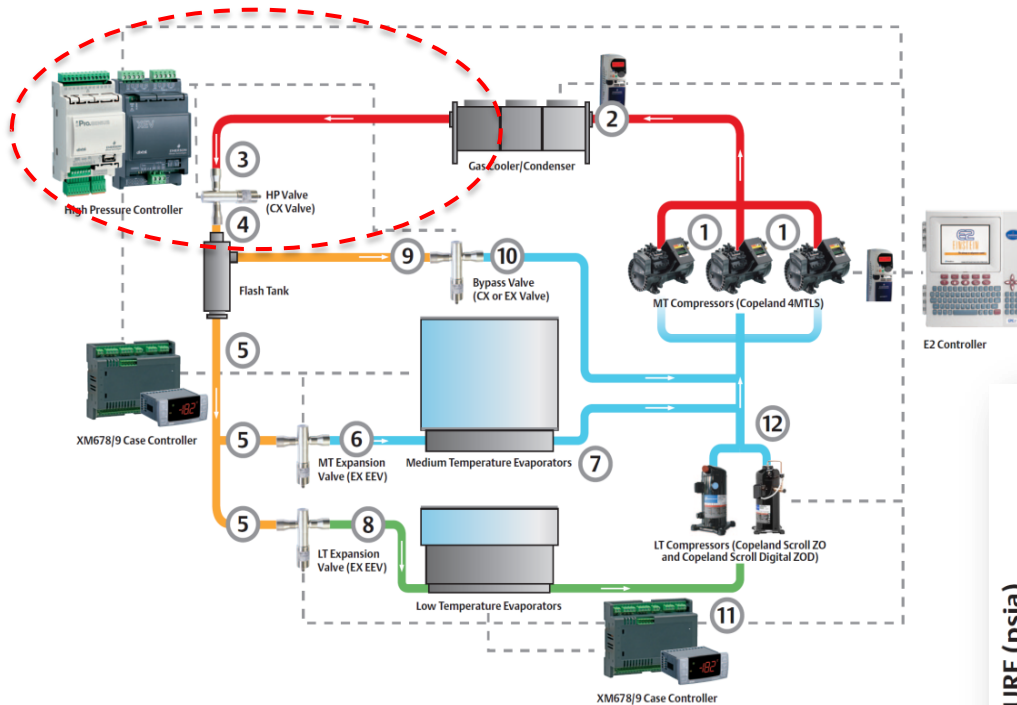 2
3
Gas Cooler/Condenser
High Pressure Controller
HP Valve
(CX Valve)
4
1
1
9
10
Flash Tank
Bypass Valve
(CX or EX Valve)
MT Compressors (Copeland 4MTLS)
E2
EINSTEIN
E2 Controller
5
XM678/9 Case Controller
5
6
MT Expansion
Valve (EX EEV)
Medium Temperature Evaporators
7
12
5
8
LT Expansion
Valve (EX EEV)
LT Compressors (Copeland Scroll ZO
and Copeland Scroll Digital ZOD)
Low Temperature Evaporators
11
XM678/9 Case Controller
URE (psia)